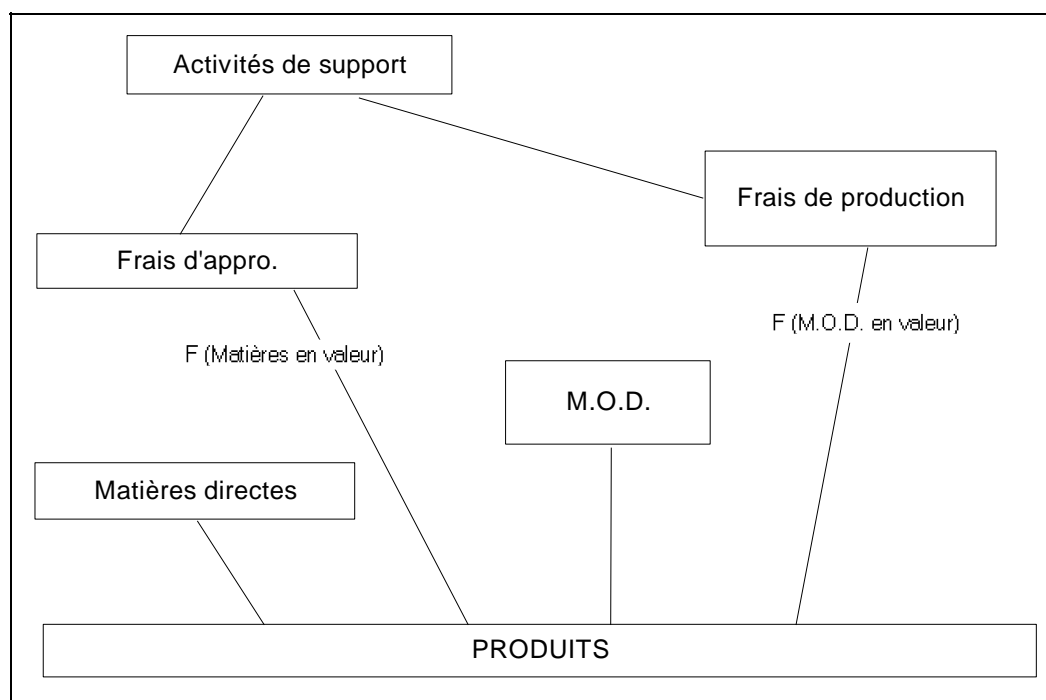 Activités de support
Frais de production
Frais d'appro.
F (M.O.D. en valeur)
F (Matières en valeur)
M.O.D.
Matières directes
PRODUITS